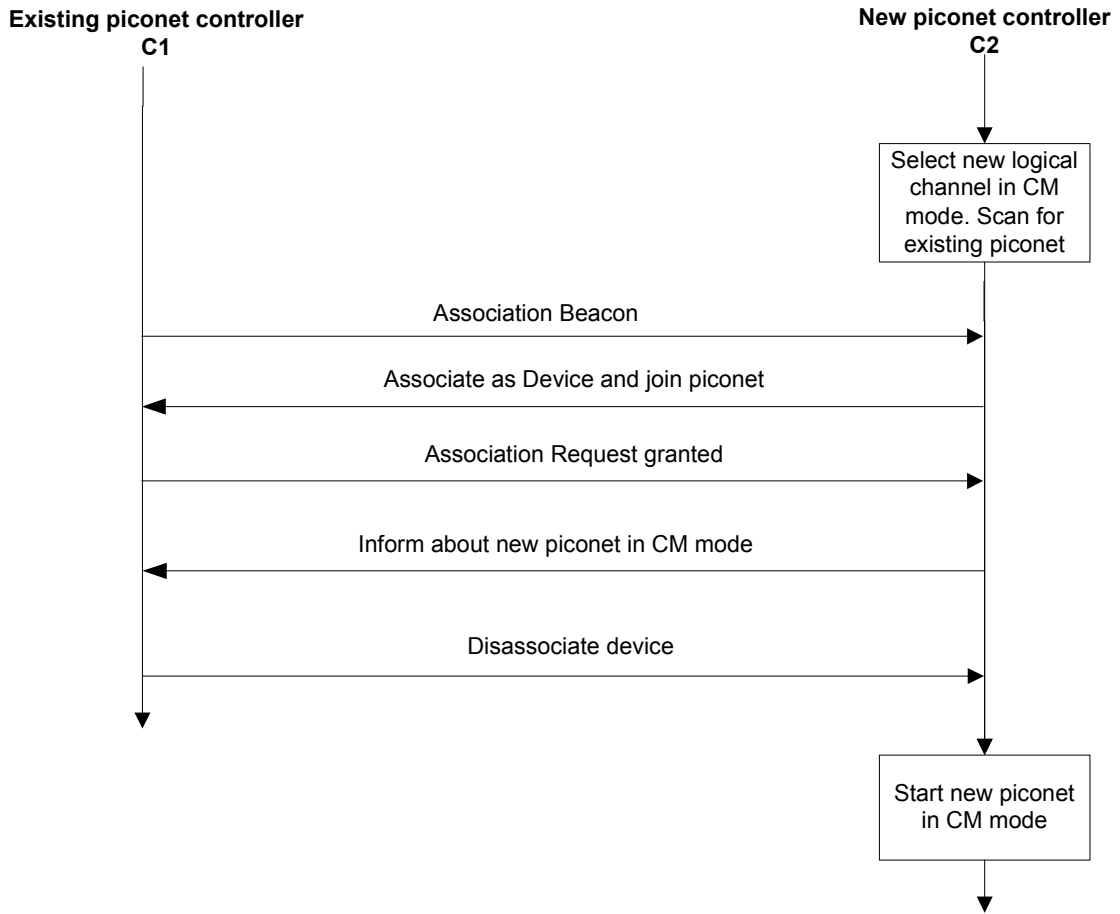 Existing piconet controller
C1
New piconet controller
C2
Select new logical
channel in CM
mode. Scan for
existing piconet
Association Beacon
Associate as Device and join piconet
Association Request granted
Inform about new piconet in CM mode
Disassociate device
Start new piconet
in CM mode